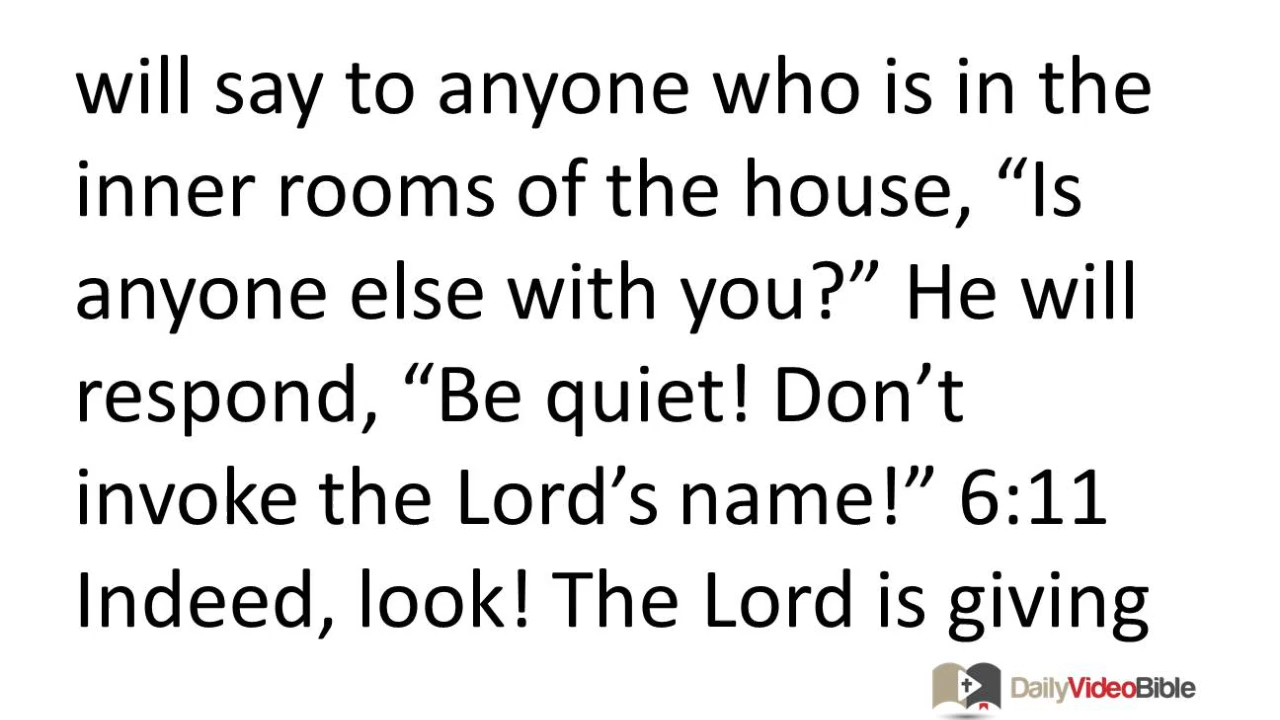 will say to anyone who is in the
inner rooms of the house, “Is
anyone else with you?” He will
respond, “Be quiet! Don’t
invoke the Lord’s name!” 6:11
Indeed, look! The Lord is giving
DailyVideoBible